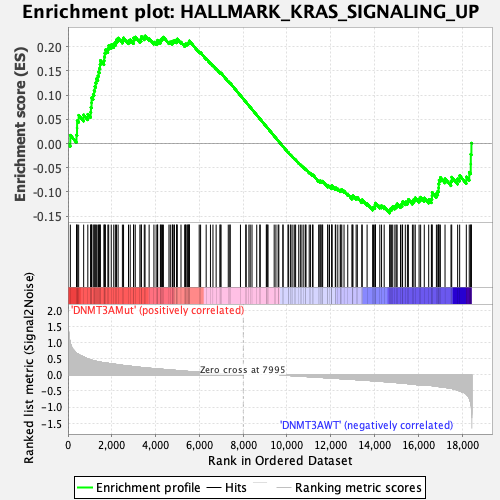 Enrichment plot: HALLMARK_KRAS_SIGNALING_UP
Enrichment score (ES)
0.20
0.15
0.10
0.05
0.00
-0.05
-0.10
-0.15
'DNMT3AMut' (positively correlated)
Ranked list metric (Signal2Noise)
2.0
1.5
1.0
0.5
0.0
-0.5
-1.0
-1.5
Zero cross at 7995
'DNMT3AWT' (negatively correlated)
0 2,000 4,000 6,000 8,000 10,000 12,000 14,000 16,000 18,000
Rank in Ordered Dataset
Enrichment profile Hits Ranking metric scores